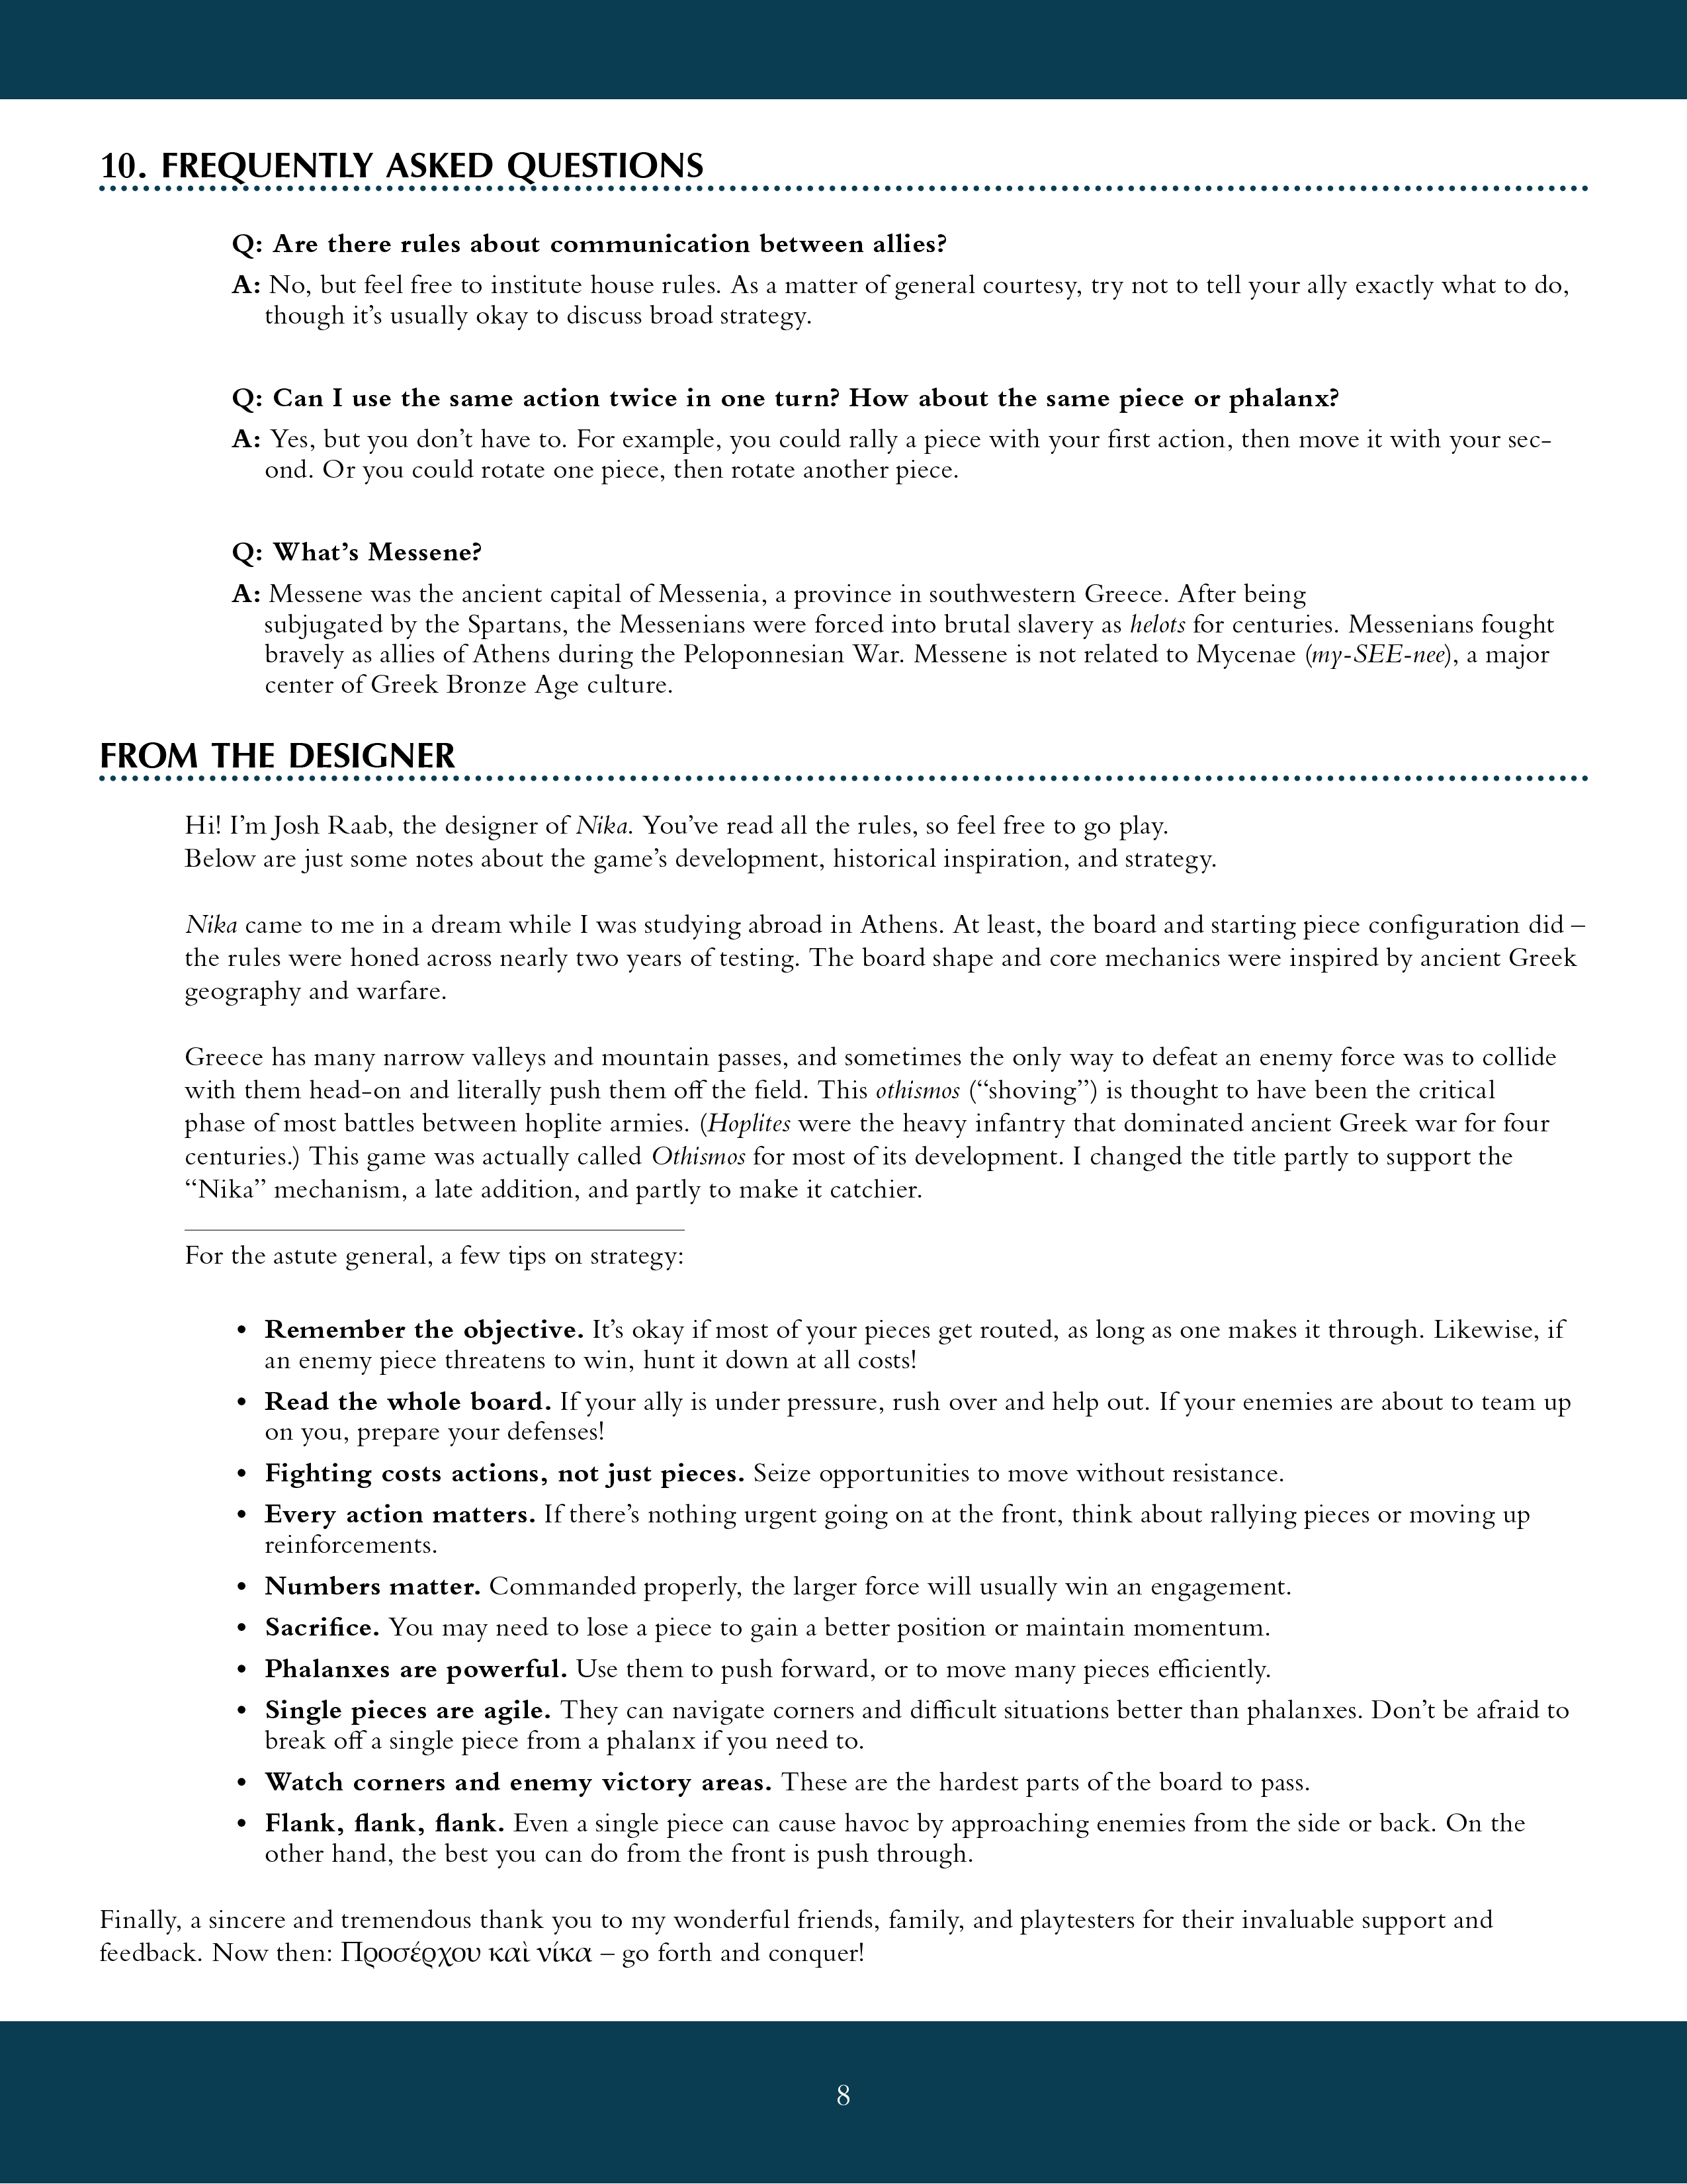 10. FREQUENTLY ASKED QUESTIONS
Q: Are there rules about communication between allies?
A: No, but feel free to institute house rules. As a matter of general courtesy, try not to tell your ally exactly what to do,
though it’s usually okay to discuss broad strategy.
Q: Can I use the same action twice in one turn? How about the same piece or phalanx?
A: Yes, but you don’t have to. For example, you could rally a piece with your first action, then move it with your sec-
ond. Or you could rotate one piece, then rotate another piece.
Q: What’s Messene?
A: Messene was the ancient capital of Messenia, a province in southwestern Greece. After being
subjugated by the Spartans, the Messenians were forced into brutal slavery as helots for centuries. Messenians fought
bravely as allies of Athens during the Peloponnesian War. Messene is not related to Mycenae (my-SEE-nee), a major
center of Greek Bronze Age culture.
FROM THE DESIGNER
Hi! I’m Josh Raab, the designer of Nika. You’ve read all the rules, so feel free to go play.
Below are just some notes about the game’s development, historical inspiration, and strategy.
Nika came to me in a dream while I was studying abroad in Athens. At least, the board and starting piece configuration did –
the rules were honed across nearly two years of testing. The board shape and core mechanics were inspired by ancient Greek
geography and warfare.
Greece has many narrow valleys and mountain passes, and sometimes the only way to defeat an enemy force was to collide
with them head-on and literally push them off the field. This othismos (“shoving”) is thought to have been the critical
phase of most battles between hoplite armies. (Hoplites were the heavy infantry that dominated ancient Greek war for four
centuries.) This game was actually called Othismos for most of its development. I changed the title partly to support the
“Nika” mechanism, a late addition, and partly to make it catchier.
For the astute general, a few tips on strategy:
• Remember the objective. It’s okay if most of your pieces get routed, as long as one makes it through. Likewise, if
an enemy piece threatens to win, hunt it down at all costs!
• Read the whole board. If your ally is under pressure, rush over and help out. If your enemies are about to team up
on you, prepare your defenses!
• Fighting costs actions, not just pieces. Seize opportunities to move without resistance.
• Every action matters. If there’s nothing urgent going on at the front, think about rallying pieces or moving up
reinforcements.
• Numbers matter. Commanded properly, the larger force will usually win an engagement.
• Sacrifice. You may need to lose a piece to gain a better position or maintain momentum.
• Phalanxes are powerful. Use them to push forward, or to move many pieces efficiently.
• Single pieces are agile. They can navigate corners and difficult situations better than phalanxes. Don’t be afraid to
break off a single piece from a phalanx if you need to.
• Watch corners and enemy victory areas. These are the hardest parts of the board to pass.
• Flank, flank, flank. Even a single piece can cause havoc by approaching enemies from the side or back. On the
other hand, the best you can do from the front is push through.
Finally, a sincere and tremendous thank you to my wonderful friends, family, and playtesters for their invaluable support and
feedback. Now then: Προσέρχου καὶ νίκα – go forth and conquer!
8